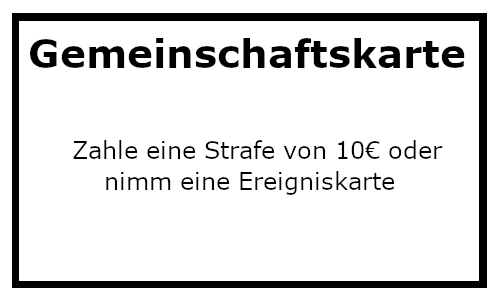 Gemeinschaftskarte
Zahle eine Strafe von 10€ oder
nimm eine Ereigniskarte